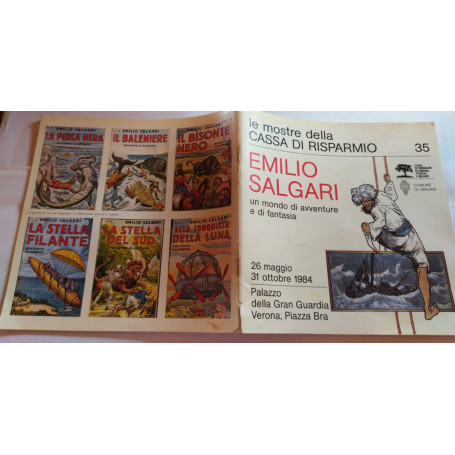 EMILIO SALGARI
LA PERLA NERA
EMILIO SALGARI
IL BALENIERE
EMILIO SALGARI
IL BISONTE
NERO
EMILIO SALGARI
LA STELLA
FILANTE
EMILIO SALGARI
LA STELLA
DEL SUD
EMILIO SALGARI
ALLA CONQUISTA
DELLA LUNA
le mostre della
CASSA DI RISPARMIO
35
EMILIO
SALGARI
un mondo di avventure
e di fantasia
COMUNE
DI VERONA
26 maggio
31 ottobre 1984
Palazzo
della Gran Guardia
Verona, Piazza Bra